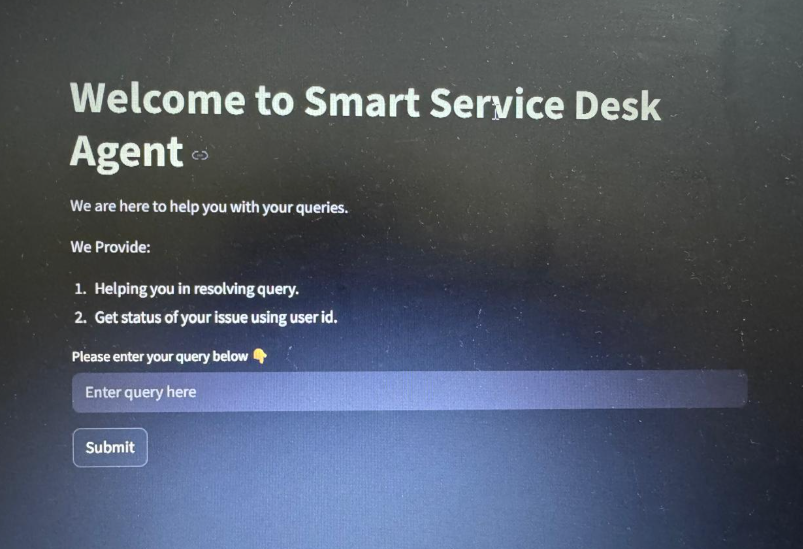 Welcome to Smart Service Desk
Agent
We are here to help you with your queries.
We Provide:
1. Helping you in resolving query.
2. Get status of your issue using user id.
Please enter your query below 👇
Enter query here
Submit